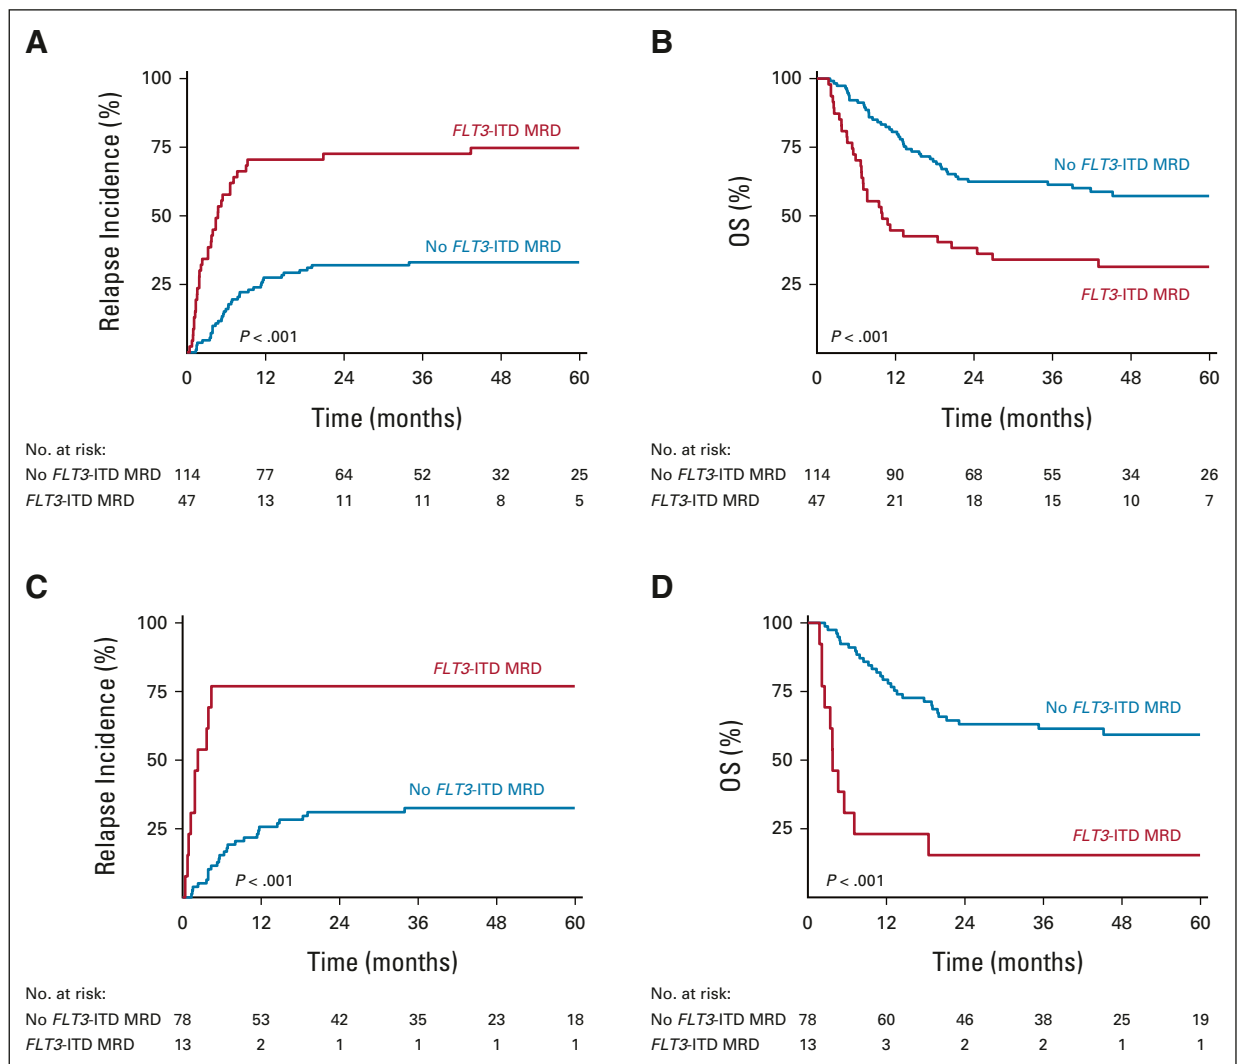 A
Relapse Incidence (%)
100
75
50
25
FLT3-ITD MRD
No FLT3-ITD MRD
P < .001
0 12 24 36 48 60
Time (months)
No. at risk:
No FLT3-ITD MRD 114 77 64 52 32 25
FLT3-ITD MRD 47 13 11 11 8 5
B
OS (%)
100
75
50
25
No FLT3-ITD MRD
FLT3-ITD MRD
P < .001
0 12 24 36 48 60
Time (months)
No. at risk:
No FLT3-ITD MRD 114 90 68 55 34 26
FLT3-ITD MRD 47 21 18 15 10 7
C
Relapse Incidence (%)
100
75
50
25
FLT3-ITD MRD
No FLT3-ITD MRD
P < .001
0 12 24 36 48 60
Time (months)
No. at risk:
No FLT3-ITD MRD 78 53 42 35 23 18
FLT3-ITD MRD 13 2 1 1 1 1
D
OS (%)
100
75
50
25
No FLT3-ITD MRD
FLT3-ITD MRD
P < .001
0 12 24 36 48 60
Time (months)
No. at risk:
No FLT3-ITD MRD 78 60 46 38 25 19
FLT3-ITD MRD 13 3 2 2 1 1